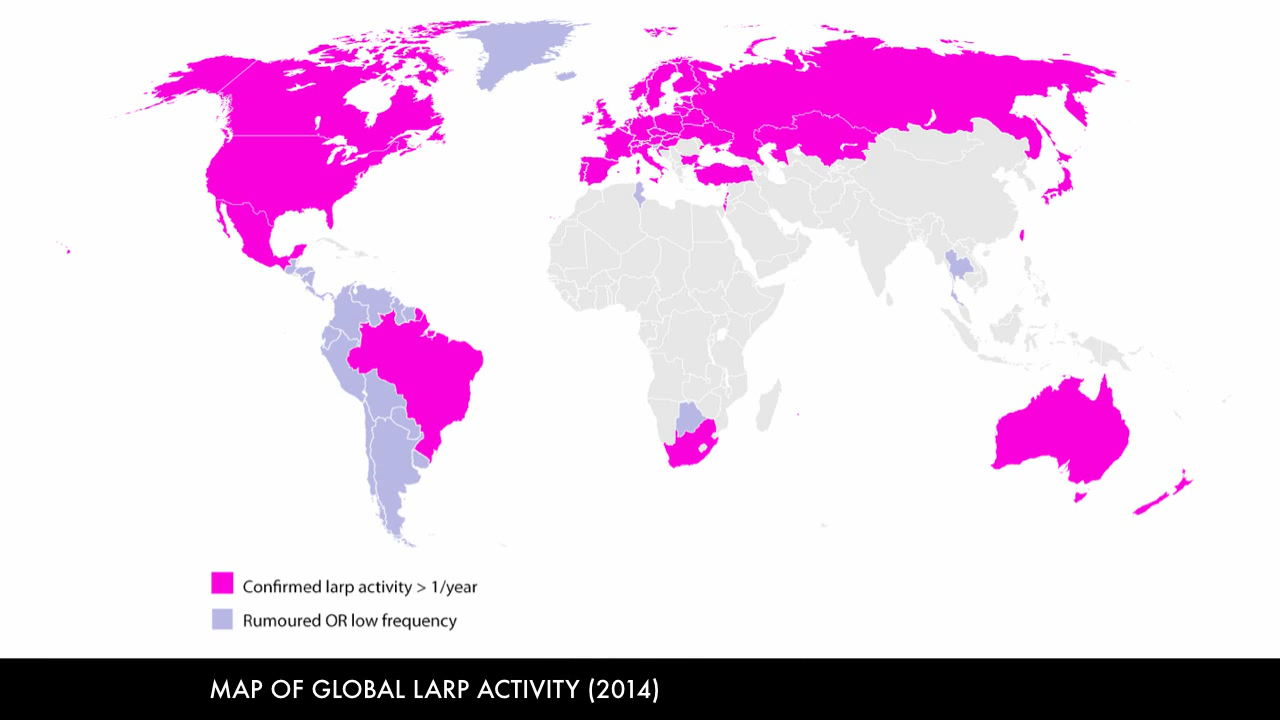 Confirmed larp activity > 1/year
Rumoured OR low frequency
MAP OF GLOBAL LARP ACTIVITY (2014)